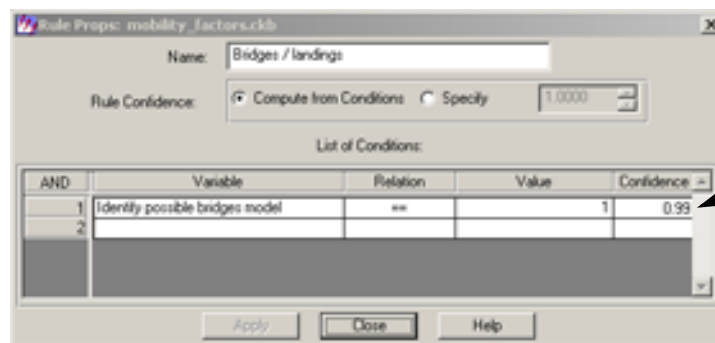 Rule Props: mobility_factors.ckb
Name: Bridges / landings
Rule Confidence: Compute from Conditions Specify 1.0000
List of Conditions:
AND Variable Relation Value Confidence
1 Identify possible bridges model == 1 0.99
2
Apply Close Help